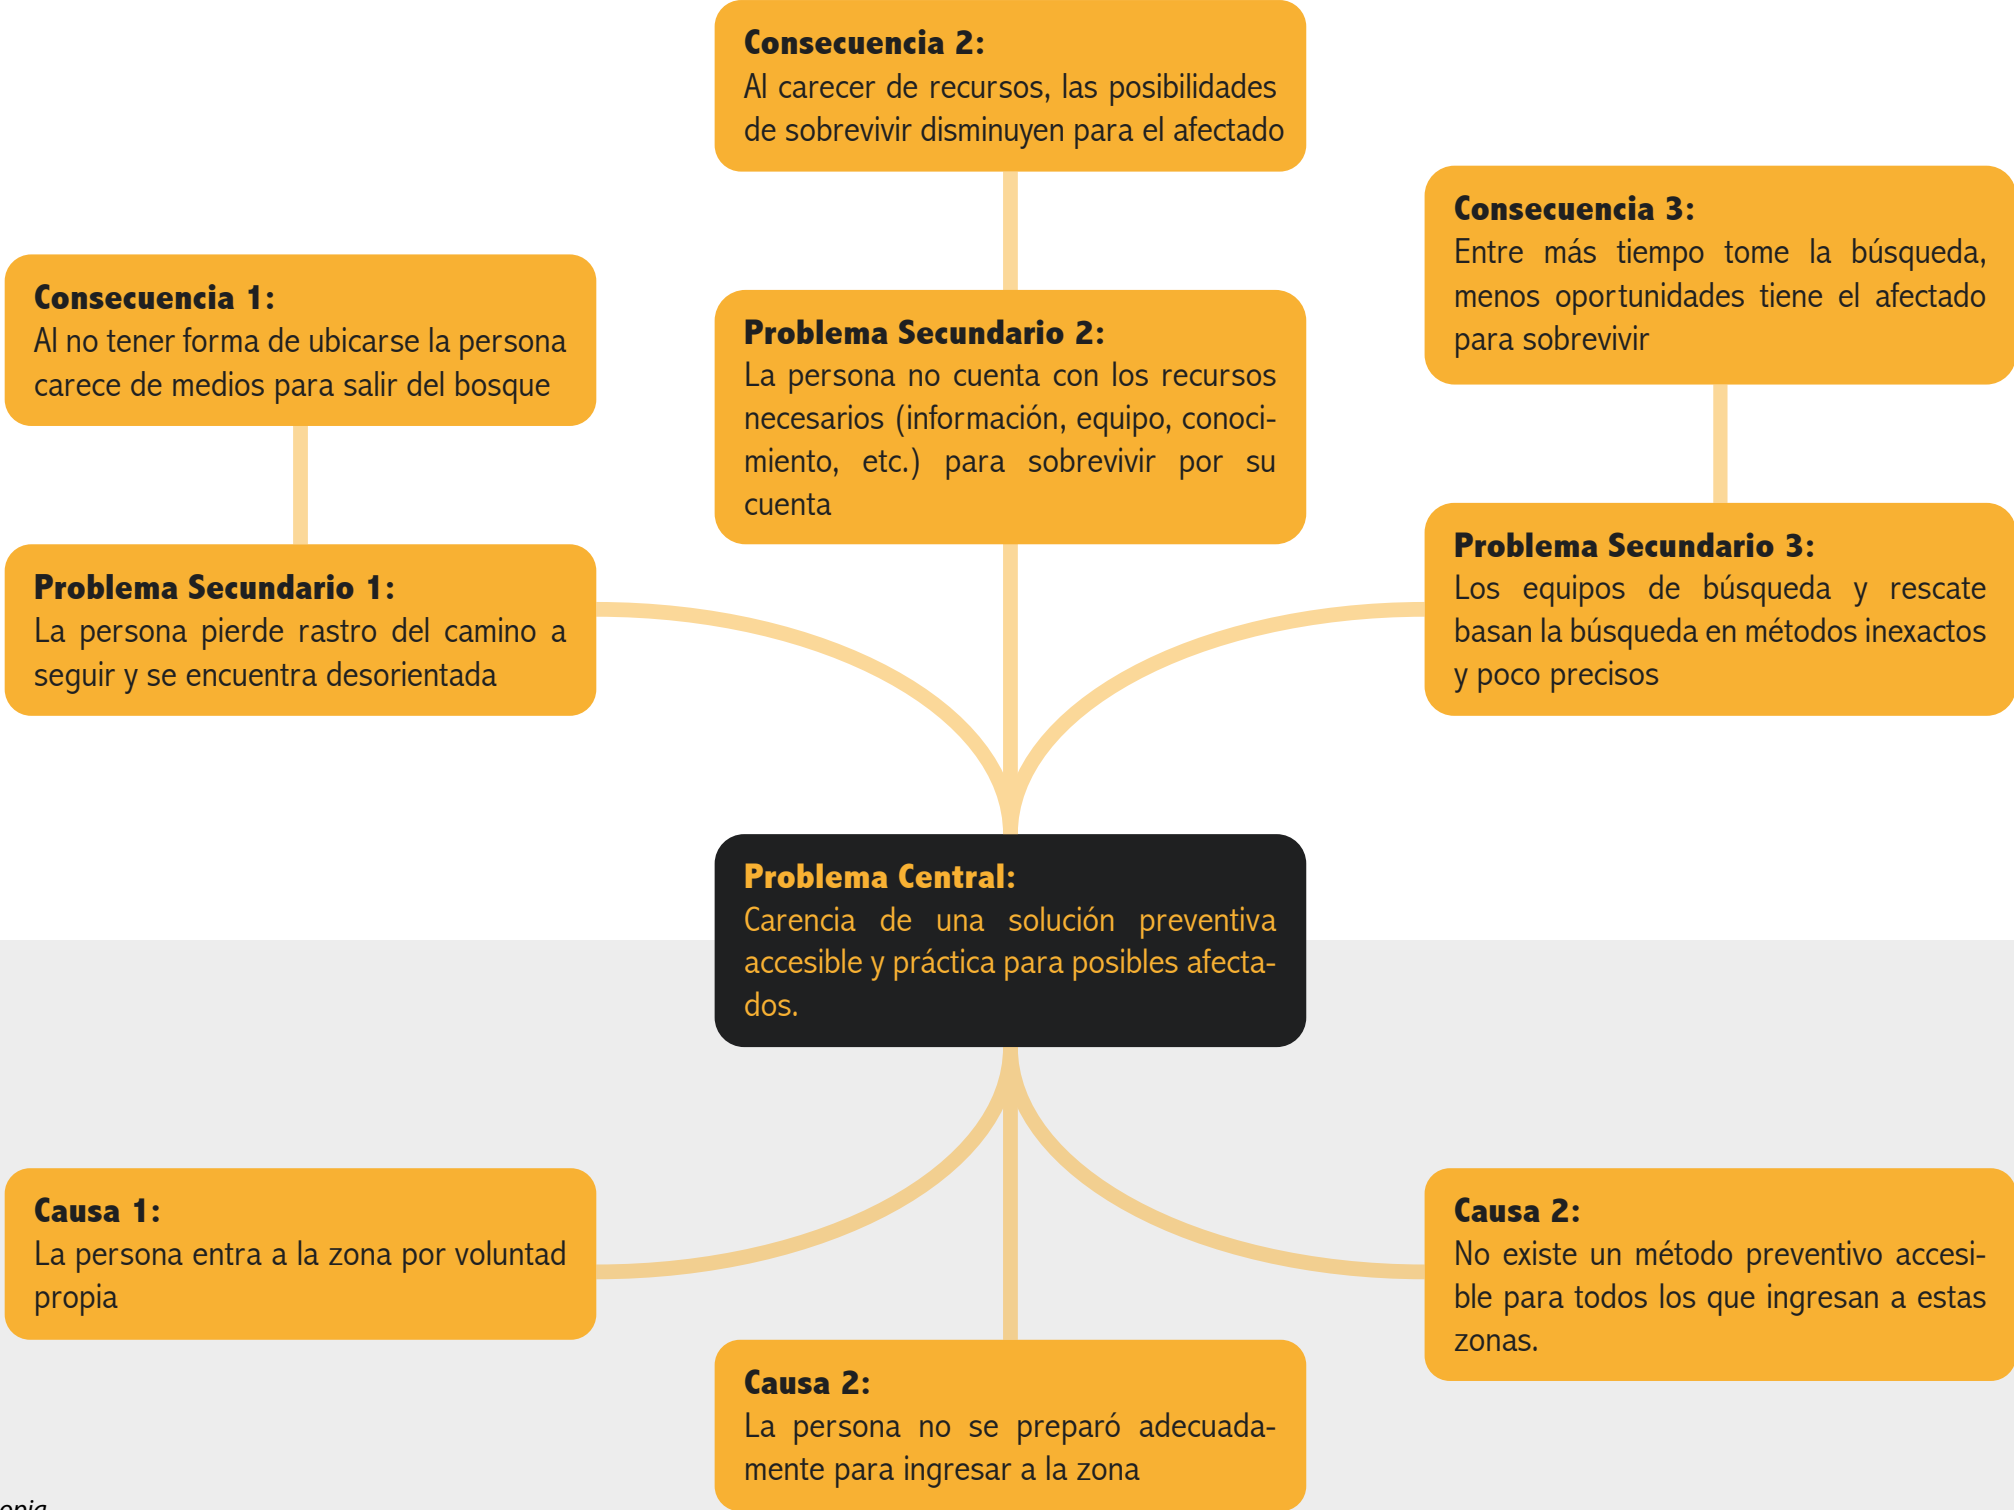 Consecuencia 2:
Al carecer de recursos, las posibilidades
de sobrevivir disminuyen para el afectado
Consecuencia 3:
Entre más tiempo tome la búsqueda,
menos oportunidades tiene el afectado
para sobrevivir
Consecuencia 1:
Al no tener forma de ubicarse la persona
carece de medios para salir del bosque
Problema Secundario 2:
La persona no cuenta con los recursos
necesarios (información, equipo, conoci-
miento, etc.) para sobrevivir por su
cuenta
Problema Secundario 1:
La persona pierde rastro del camino a
seguir y se encuentra desorientada
Problema Secundario 3:
Los equipos de búsqueda y rescate
basan la búsqueda en métodos inexactos
y poco precisos
Problema Central:
Carencia de una solución preventiva
accesible y práctica para posibles afecta-
dos.
Causa 1:
La persona entra a la zona por voluntad
propia
Causa 2:
No existe un método preventivo accesi-
ble para todos los que ingresan a estas
zonas.
Causa 2:
La persona no se preparó adecuada-
mente para ingresar a la zona